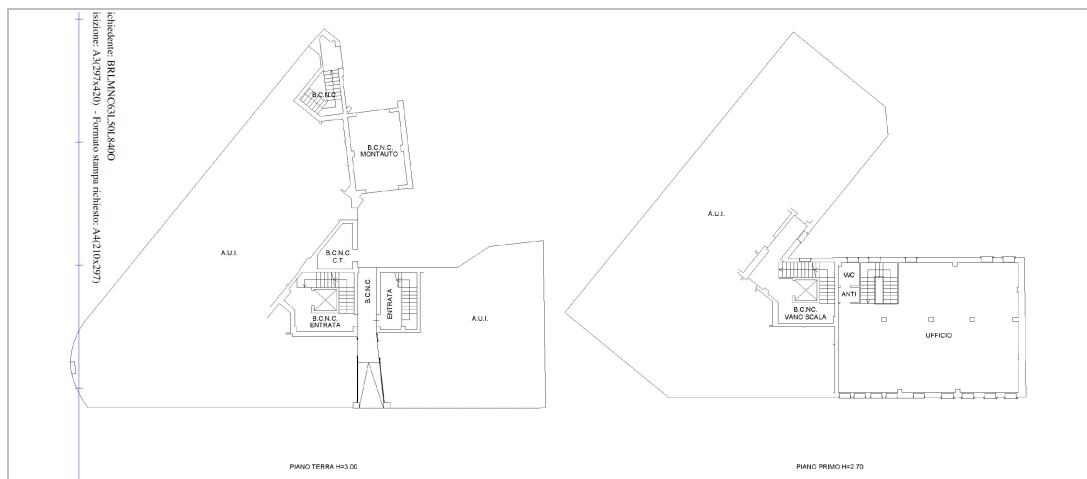 ichiedente: BRLMNC63L50L840O
isizione: A3(297x420) - Formato stampa richiesto: A4(210x297)
B.C.N.C.
B.C.N.C.
MONTAUTO
A.U.I.
B.C.N.C.
C.T.
B.C.N.C.
ENTRATA
B.C.N.C.
ENTRATA
A.U.I.
PIANO TERRA H=3.00
A.U.I.
WC
ANTI
B.C.NC.
VANO SCALA
UFFICIO
PIANO PRIMO H=2.70